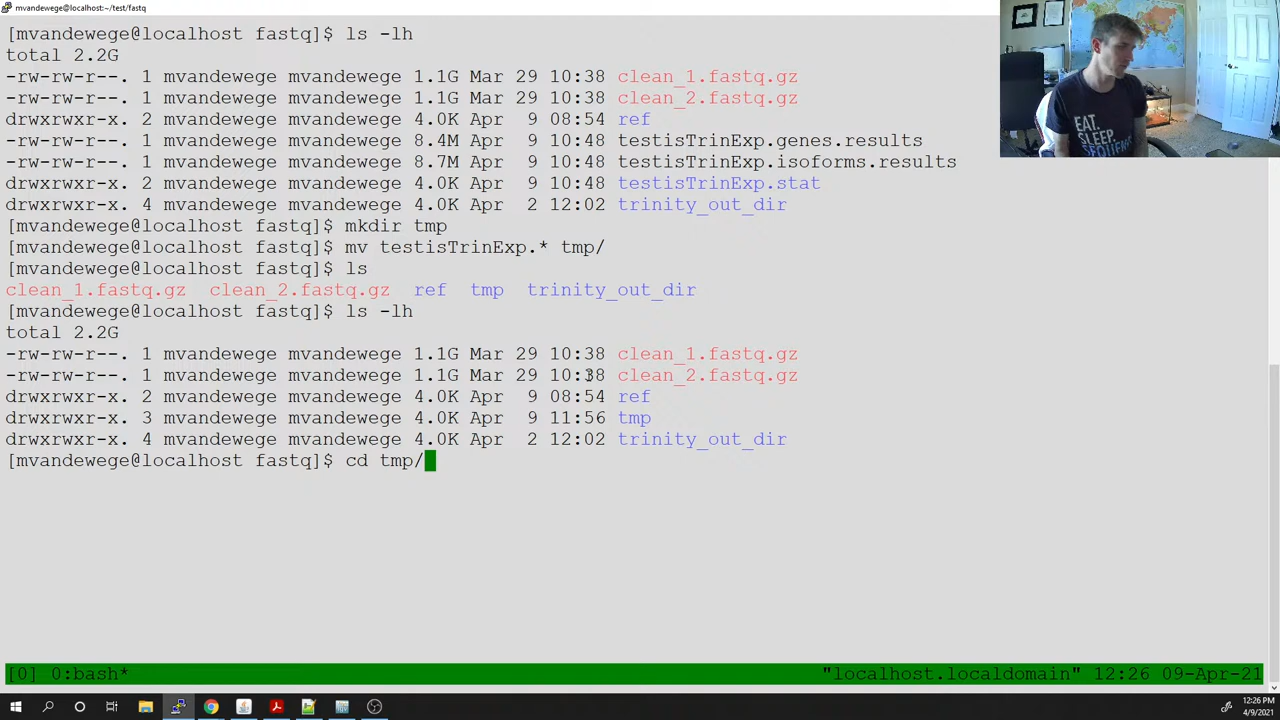 mvandewege@localhost:~/test/fastq
[mvandewege@localhost fastq]$ ls -lh
total 2.2G
-rw-rw-r--. 1 mvandewege mvandewege 1.1G Mar 29 10:38 clean_1.fastq.gz
-rw-rw-r--. 1 mvandewege mvandewege 1.1G Mar 29 10:38 clean_2.fastq.gz
drwxrwxr-x. 2 mvandewege mvandewege 4.0K Apr  9 08:54 ref
-rw-rw-r--. 1 mvandewege mvandewege 8.4M Apr  9 10:48 testisTrinExp.genes.results
-rw-rw-r--. 1 mvandewege mvandewege 8.7M Apr  9 10:48 testisTrinExp.isoforms.results
drwxrwxr-x. 2 mvandewege mvandewege 4.0K Apr  9 10:48 testisTrinExp.stat
drwxrwxr-x. 4 mvandewege mvandewege 4.0K Apr  2 12:02 trinity_out_dir
[mvandewege@localhost fastq]$ mkdir tmp
[mvandewege@localhost fastq]$ mv testisTrinExp.* tmp/
[mvandewege@localhost fastq]$ ls
clean_1.fastq.gz  clean_2.fastq.gz  ref  tmp  trinity_out_dir
[mvandewege@localhost fastq]$ ls -lh
total 2.2G
-rw-rw-r--. 1 mvandewege mvandewege 1.1G Mar 29 10:38 clean_1.fastq.gz
-rw-rw-r--. 1 mvandewege mvandewege 1.1G Mar 29 10:38 clean_2.fastq.gz
drwxrwxr-x. 2 mvandewege mvandewege 4.0K Apr  9 08:54 ref
drwxrwxr-x. 3 mvandewege mvandewege 4.0K Apr  9 11:56 tmp
drwxrwxr-x. 4 mvandewege mvandewege 4.0K Apr  2 12:02 trinity_out_dir
[mvandewege@localhost fastq]$ cd tmp/
[0] 0:bash* "localhost.localdomain" 12:26 09-Apr-21
12:26 PM
4/9/2021
EAT.
SLEEP.